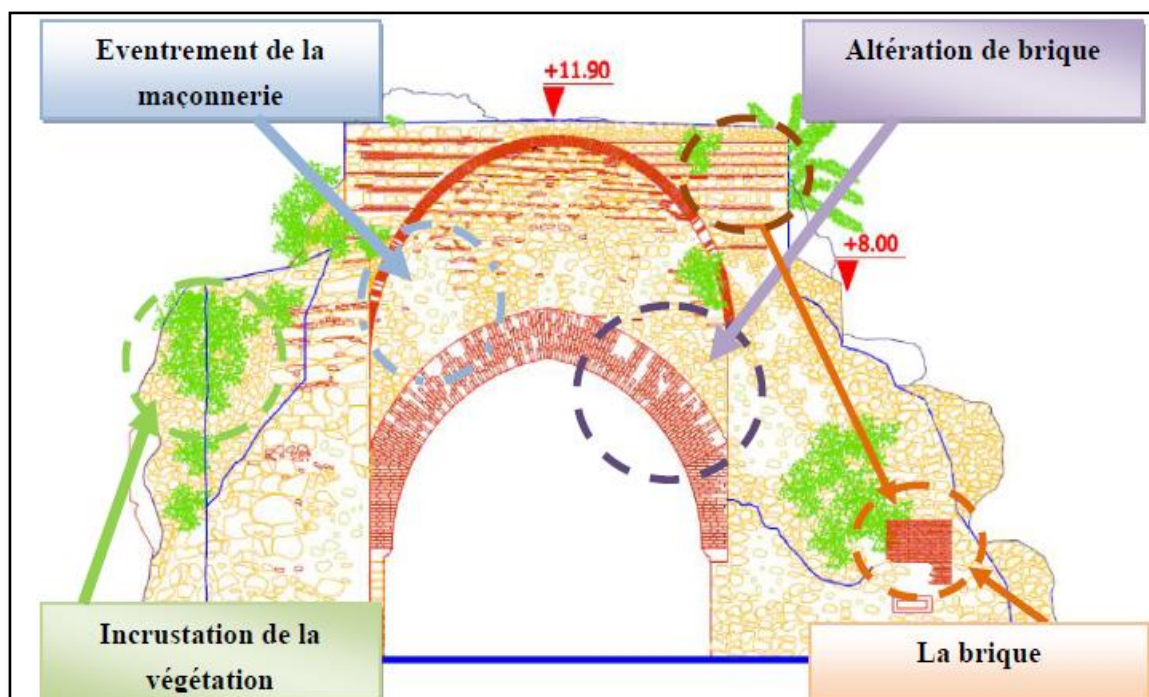 Eventrement de la
maçonnerie
Altération de brique
+11.90
+8.00
Incrustation de la
végétation
La brique